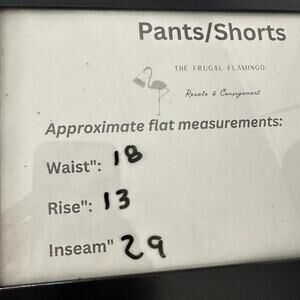 Pants/Shorts
THE FRUGAL FLAMINGO
Resale & Consignment
Approximate flat measurements:
Waist": 18
Rise": 13
Inseam" 29